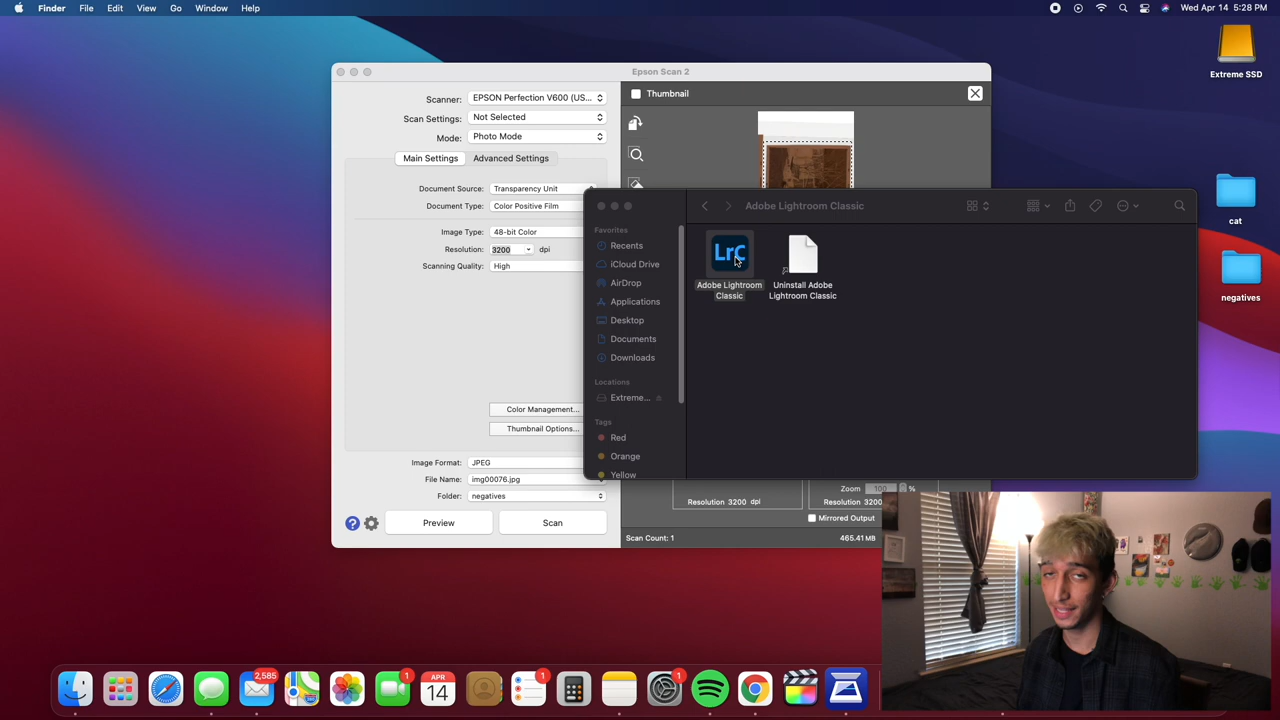 Finder File Edit View Go Window Help Wed Apr 14 5:28 PM
Extreme SSD
cat
negatives
Epson Scan 2
Scanner: EPSON Perfection V600 (US...
Scan Settings: Not Selected
Mode: Photo Mode
Main Settings Advanced Settings
Document Source: Transparency Unit
Document Type: Color Positive Film
Image Type: 48-bit Color
Resolution: 3200 dpi
Scanning Quality: High
Color Management...
Thumbnail Options...
Image Format: JPEG
File Name: img00076.jpg
Folder: negatives
? Preview Scan
Thumbnail
Adobe Lightroom Classic
Favorites
Recents
iCloud Drive
AirDrop
Applications
Desktop
Documents
Downloads
Locations
Extreme...
Tags
Red
Orange
Yellow
LrC
Adobe Lightroom
Classic
Uninstall Adobe
Lightroom Classic
Zoom 100 %
Resolution 3200 dpi Resolution 3200
Mirrored Output
Scan Count: 1 465.41 MB
2,585
1
APR
14
1
1